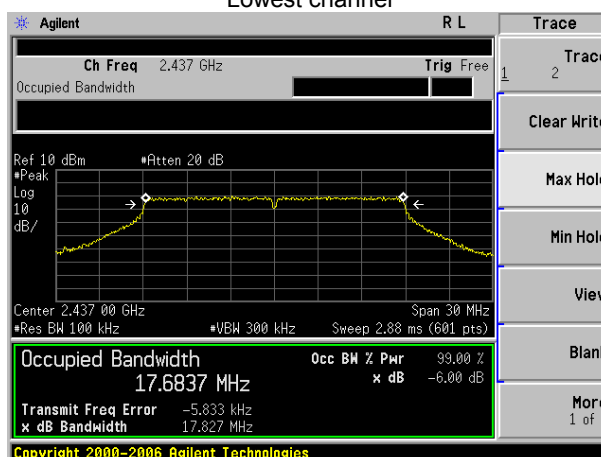 Lowest channel
Agilent R L Trace
Ch Freq 2.437 GHz Trig Free
Occupied Bandwidth
Trace
1 2
Clear Write
Max Hold
Min Hold
View
Blank
More
1 of
Ref 10 dBm #Atten 20 dB
#Peak
Log
10
dB/
Center 2.437 00 GHz Span 30 MHz
#Res BW 100 kHz #VBW 300 kHz Sweep 2.88 ms (601 pts)
Occupied Bandwidth Occ BW % Pwr 99.00 %
17.6837 MHz x dB -6.00 dB
Transmit Freq Error -5.833 kHz
x dB Bandwidth 17.827 MHz
Copyright 2000-2006 Agilent Technologies